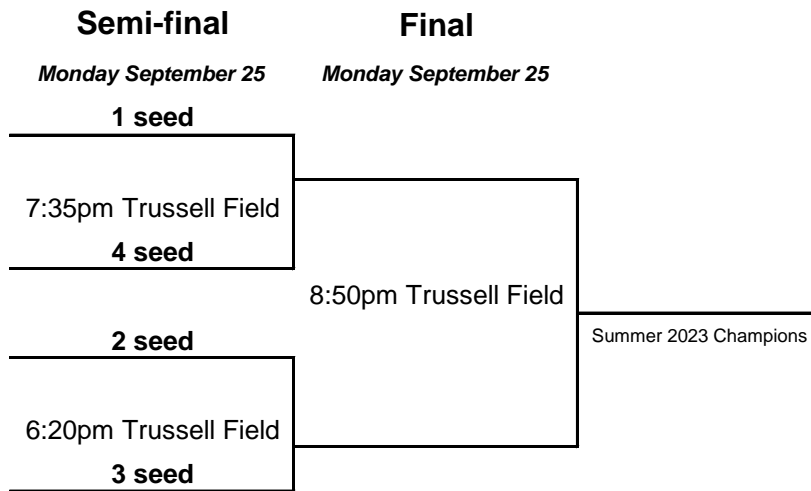 Semi-final
Final
Monday September 25
Monday September 25
1 seed
7:35pm Trussell Field
4 seed
8:50pm Trussell Field
2 seed
Summer 2023 Champions
6:20pm Trussell Field
3 seed